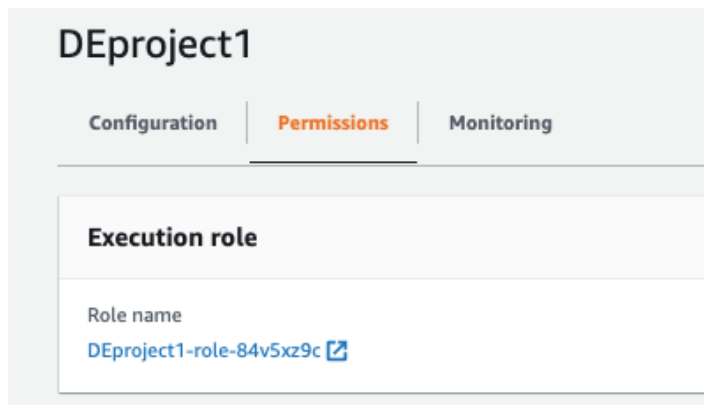 DEproject1
Configuration Permissions Monitoring
Execution role
Role name
DEproject1-role-84v5xz9c